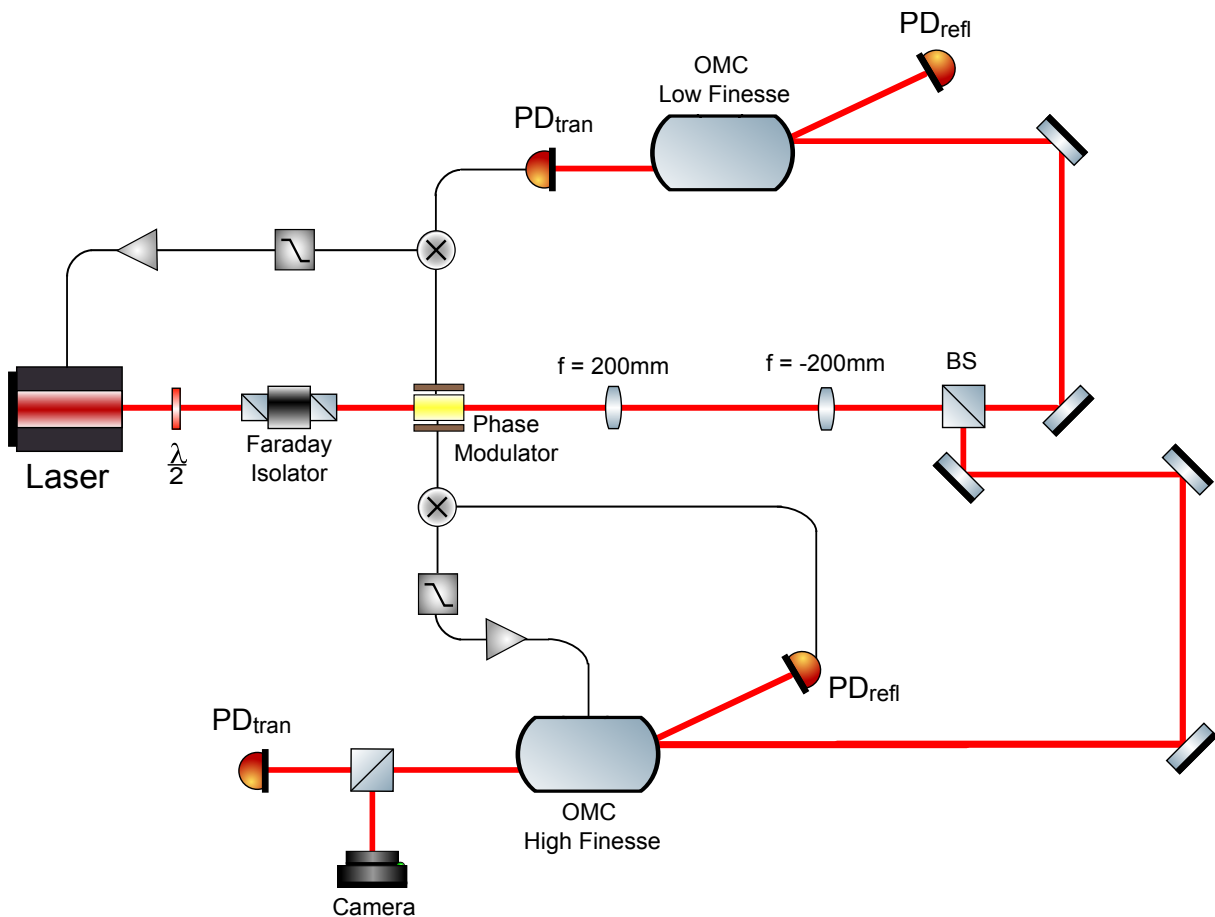 PDrefl
OMC
Low Finesse
PDtran
f = 200mm
f = -200mm
BS
Laser
λ
2
Faraday
Isolator
Phase
Modulator
PDrefl
PDtran
OMC
High Finesse
Camera